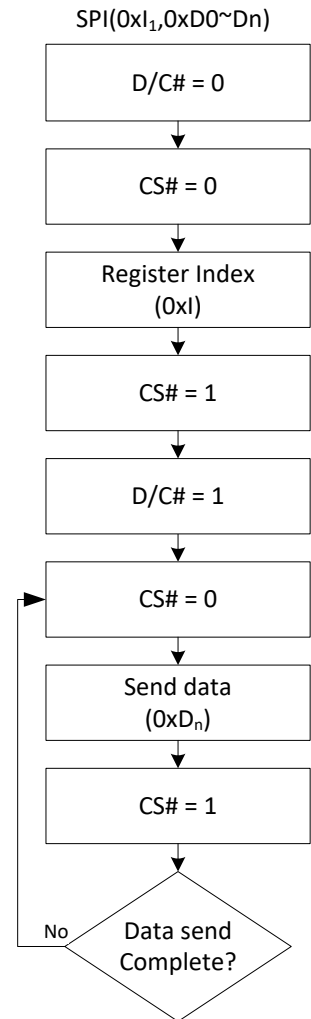 SPI(0xI₁,0xD0~Dn)
D/C# = 0
CS# = 0
Register Index
(0xI)
CS# = 1
D/C# = 1
CS# = 0
Send data
(0xDₙ)
CS# = 1
No
Data send
Complete?